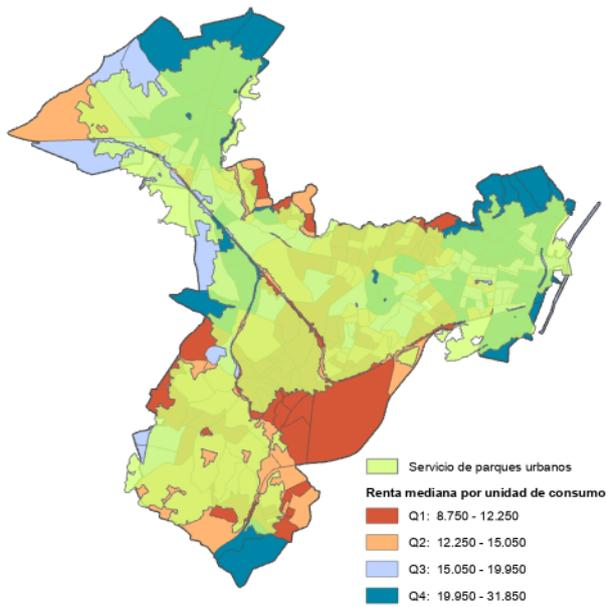 Servicio de parques urbanos
Renta mediana por unidad de consumo
Q1: 8.750 - 12.250
Q2: 12.250 - 15.050
Q3: 15.050 - 19.950
Q4: 19.950 - 31.850